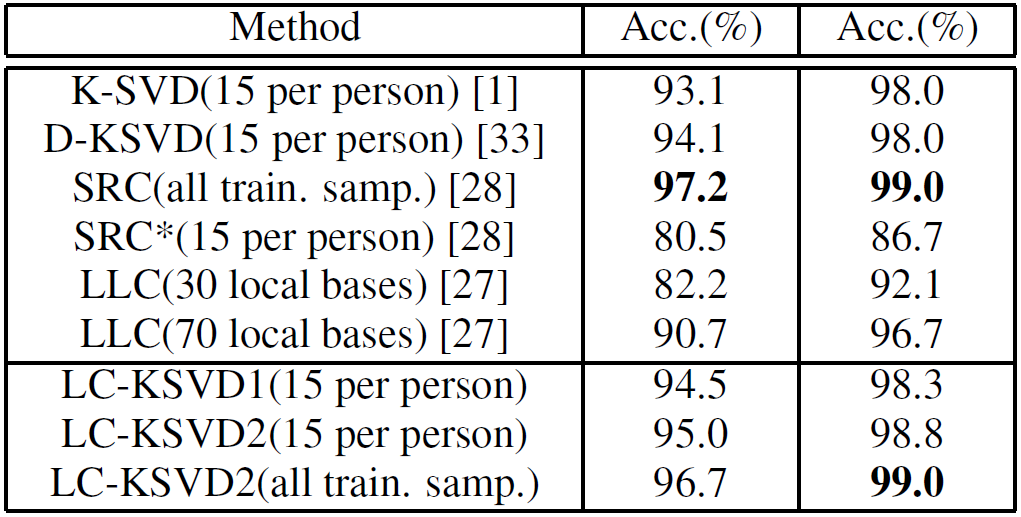 Method Acc.(%) Acc.(%)
K-SVD(15 per person) [1] 93.1 98.0
D-KSVD(15 per person) [33] 94.1 98.0
SRC(all train. samp.) [28] 97.2 99.0
SRC*(15 per person) [28] 80.5 86.7
LLC(30 local bases) [27] 82.2 92.1
LLC(70 local bases) [27] 90.7 96.7
LC-KSVD1(15 per person) 94.5 98.3
LC-KSVD2(15 per person) 95.0 98.8
LC-KSVD2(all train. samp.) 96.7 99.0